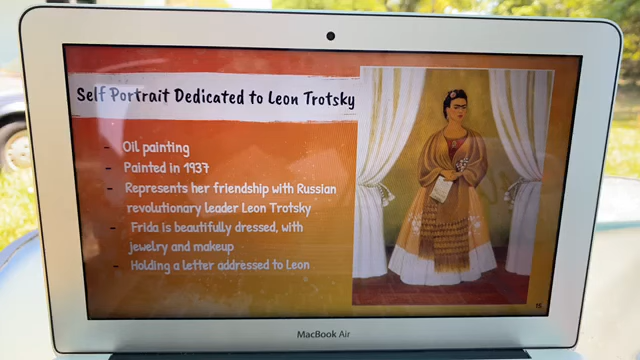 Self Portrait Dedicated to Leon Trotsky
- Oil painting
- Painted in 1937
- Represents her friendship with Russian
revolutionary leader Leon Trotsky
- Frida is beautifully dressed, with
jewelry and makeup
- Holding a letter addressed to Leon
MacBook Air